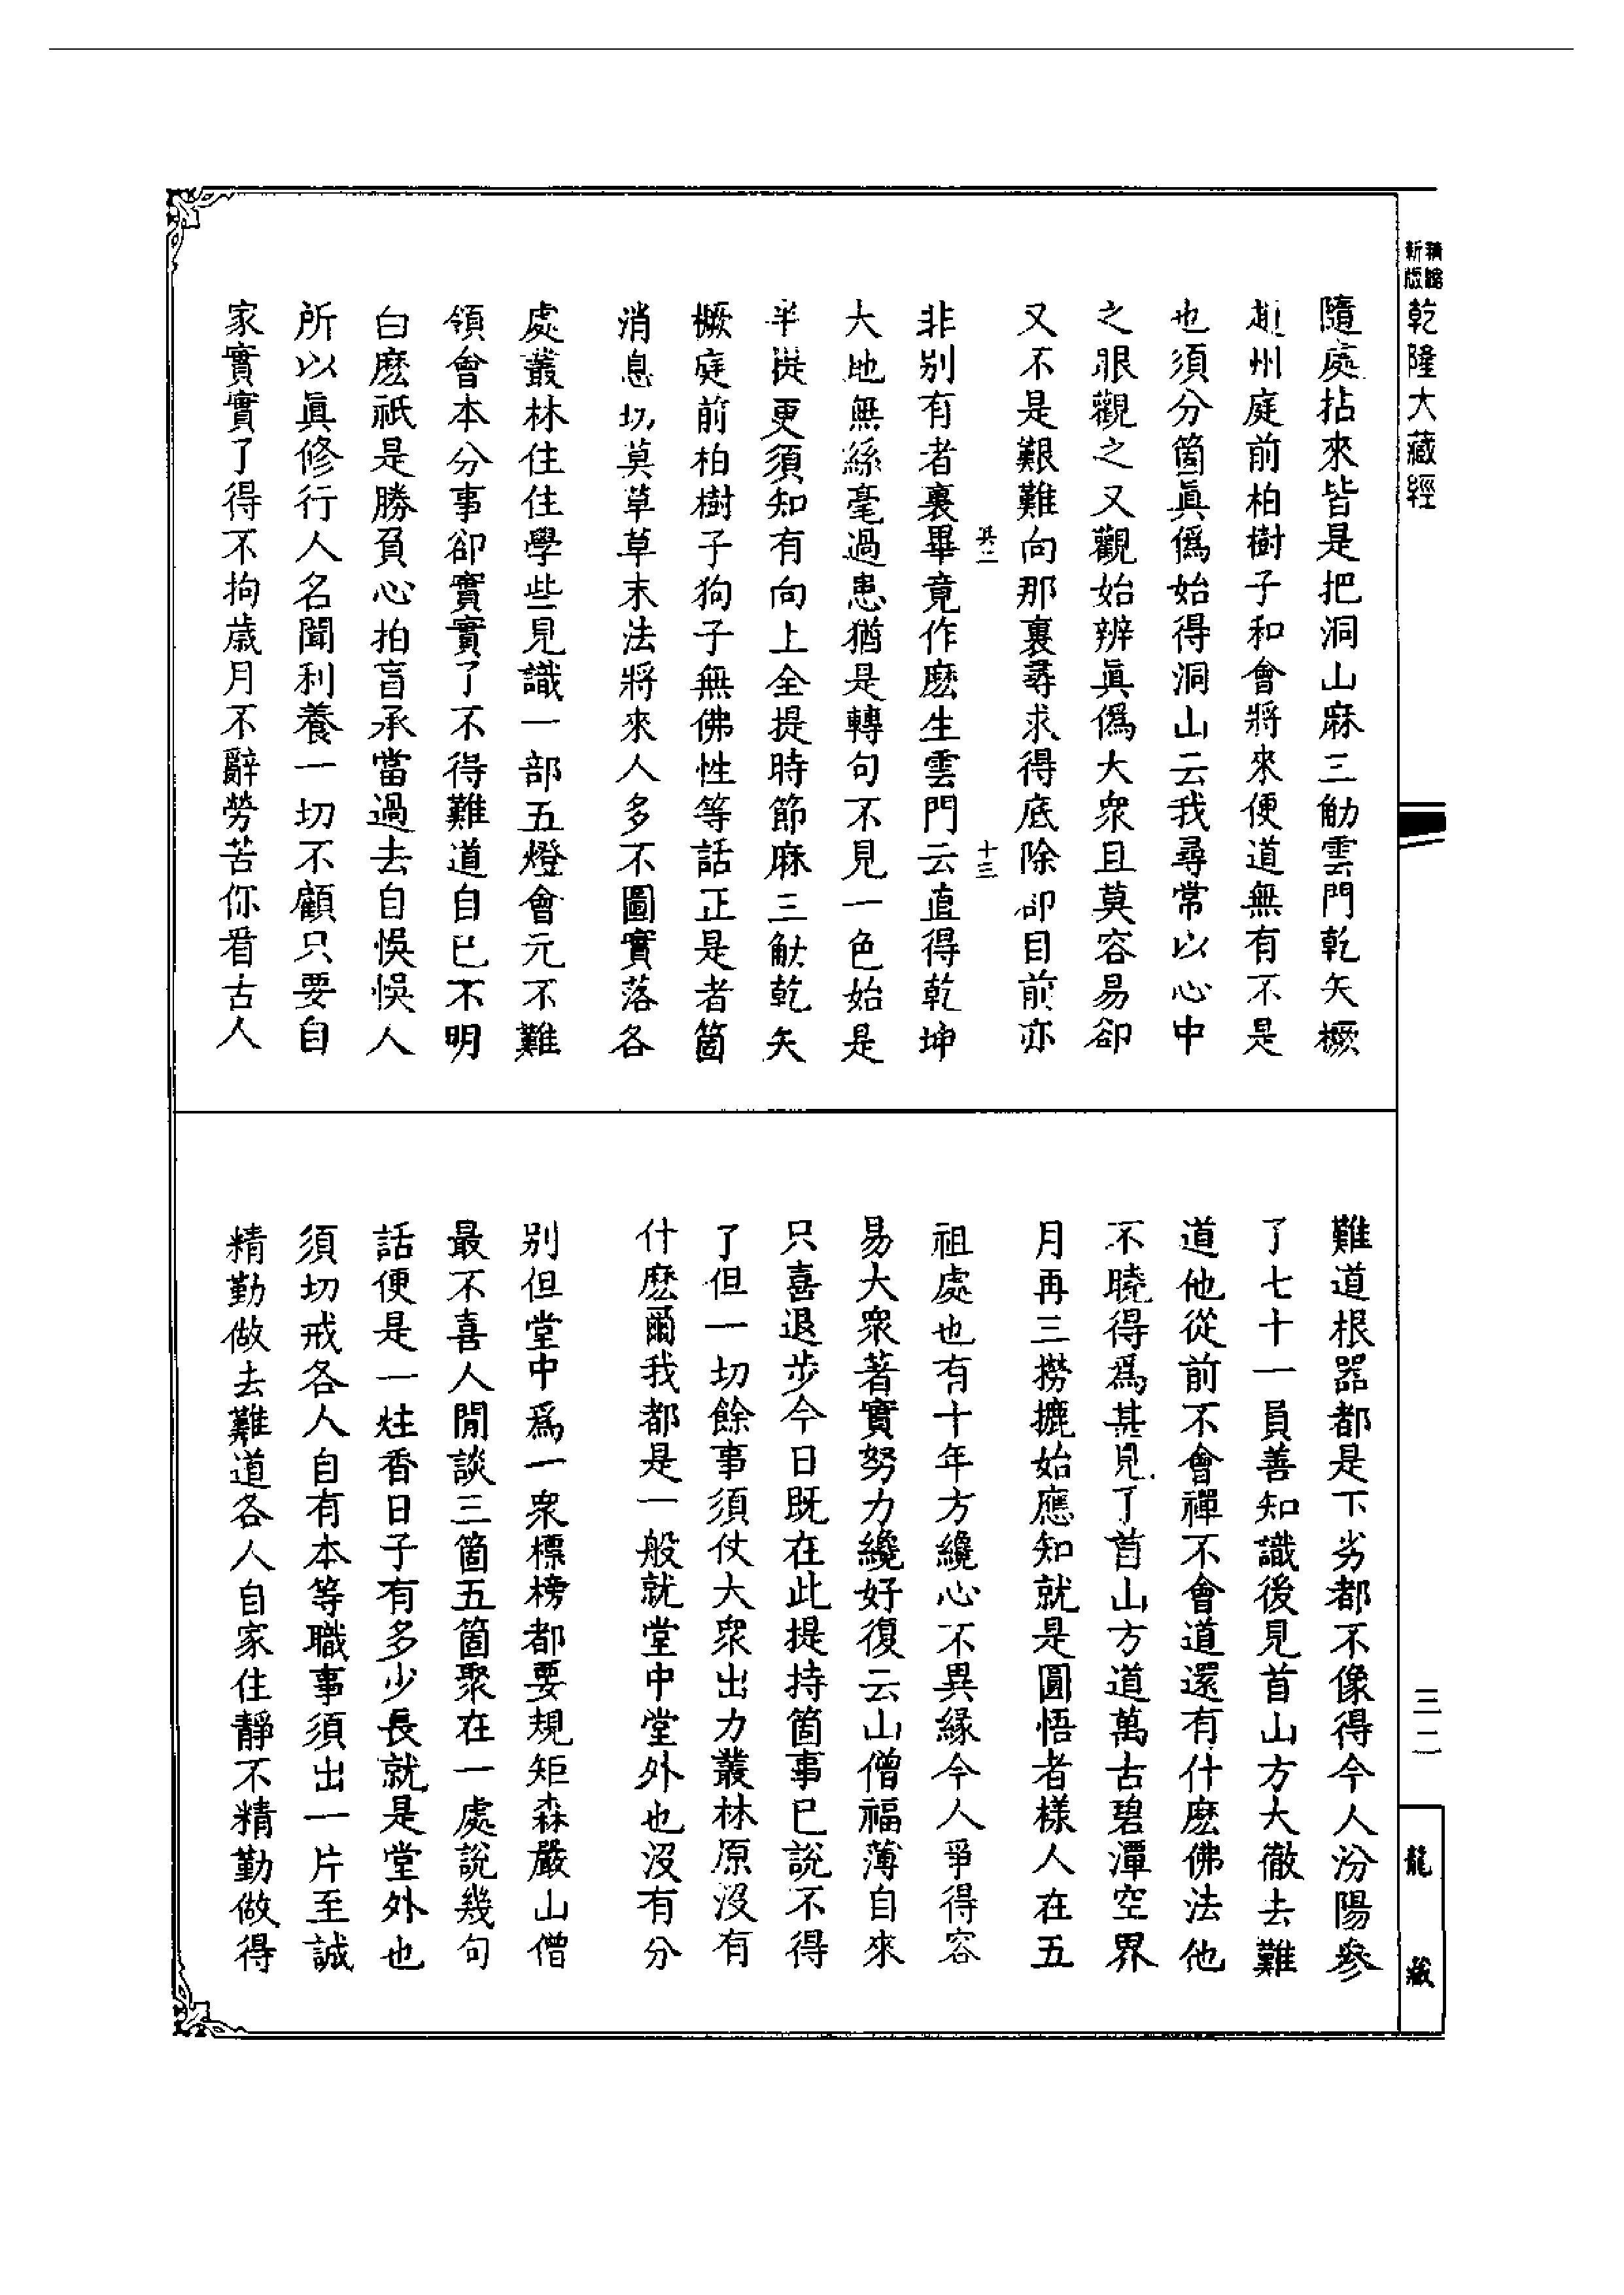 精縮新版
乾隆大藏經
隨處拈來皆是把洞山麻三觔雲門乾矢橛
趙州庭前柏樹子和會將來便道無有不是
也須分箇眞僞始得洞山云我尋常以心中
之眼觀之又觀始辨眞僞大衆且莫容易卻
又不是艱難向那裏尋求得底除卻目前亦
其二 十三
非別有者裏畢竟作麽生雲門云直得乾坤
大地無絲毫過患猶是轉句不見一色始是
半提更須知有向上全提時節麻三觔乾矢
橛庭前柏樹子狗子無佛性等話正是者箇
消息切莫草草末法將來人多不圖實落各
處叢林住住學些見識一部五燈會元不難
領會本分事卻實實了不得難道自已不明
白麽祇是勝負心拍盲承當過去自悞悞人
所以眞修行人名聞利養一切不顧只要自
家實實了得不拘歲月不辭勞苦你看古人
難道根器都是下劣都不像得今人汾陽參
了七十一員善知識後見首山方大徹去難
道他從前不會禪不會道還有什麽佛法他
不曉得爲甚見了首山方道萬古碧潭空界
月再三撈摝始應知就是圓悟者樣人在五
祖處也有十年方纔心不異緣今人爭得容
易大衆著實努力纔好復云山僧福薄自來
只喜退步今日既在此提持箇事已說不得
了但一切餘事須仗大衆出力叢林原沒有
什麽爾我都是一般就堂中堂外也沒有分
別但堂中爲一衆標榜都要規矩森嚴山僧
最不喜人閒談三箇五箇聚在一處說幾句
話便是一炷香日子有多少長就是堂外也
須切戒各人自有本等職事須出一片至誠
精勤做去難道各人自家住靜不精勤做得
三二
龍藏